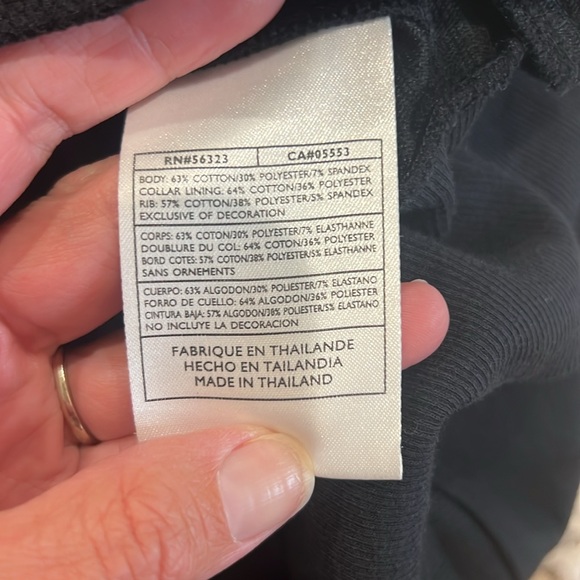 RN#56323 CA#05553
BODY: 63% COTTON/30% POLYESTER/7% SPANDEX
COLLAR LINING: 64% COTTON/36% POLYESTER
RIB: 57% COTTON/38% POLYESTER/5% SPANDEX
EXCLUSIVE OF DECORATION
CORPS: 63% COTON/30% POLYESTER/7% ELASTHANNE
DOUBLURE DU COL: 64% COTON/36% POLYESTER
BORD COTES: 57% COTON/38% POLYESTER/5% ELASTHANNE
SANS ORNEMENTS
CUERPO: 63% ALGODON/30% POLIESTER/7% ELASTANO
FORRO DE CUELLO: 64% ALGODON/36% POLIESTER
CINTURA BAJA: 57% ALGODON/38% POLIESTER/5% ELASTANO
NO INCLUYE LA DECORACION
FABRIQUE EN THAILANDE
HECHO EN TAILANDIA
MADE IN THAILAND